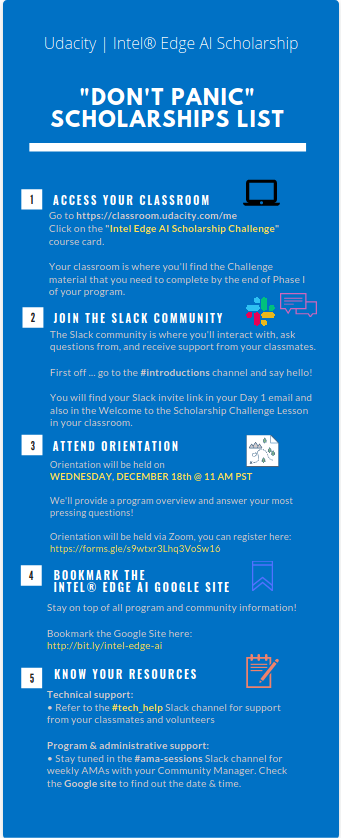 Udacity | Intel® Edge AI Scholarship
"DON'T PANIC"
SCHOLARSHIPS LIST
1 ACCESS YOUR CLASSROOM
Go to https://classroom.udacity.com/me
Click on the "Intel Edge AI Scholarship Challenge"
course card.
Your classroom is where you'll find the Challenge
material that you need to complete by the end of Phase I
of your program.
2 JOIN THE SLACK COMMUNITY
The Slack community is where you'll interact with, ask
questions from, and receive support from your classmates.
First off ... go to the #introductions channel and say hello!
You will find your Slack invite link in your Day 1 email and
also in the Welcome to the Scholarship Challenge Lesson
in your classroom.
3 ATTEND ORIENTATION
Orientation will be held on
WEDNESDAY, DECEMBER 18th @ 11 AM PST
We'll provide a program overview and answer your most
pressing questions!
Orientation will be held via Zoom, you can register here:
https://forms.gle/s9wtxr3Lhq3VoSw16
4 BOOKMARK THE
INTEL® EDGE AI GOOGLE SITE
Stay on top of all program and community information!
Bookmark the Google Site here:
http://bit.ly/intel-edge-ai
5 KNOW YOUR RESOURCES
Technical support:
• Refer to the #tech_help Slack channel for support
from your classmates and volunteers
Program & administrative support:
• Stay tuned in the #ama-sessions Slack channel for
weekly AMAs with your Community Manager. Check
the Google site to find out the date & time.